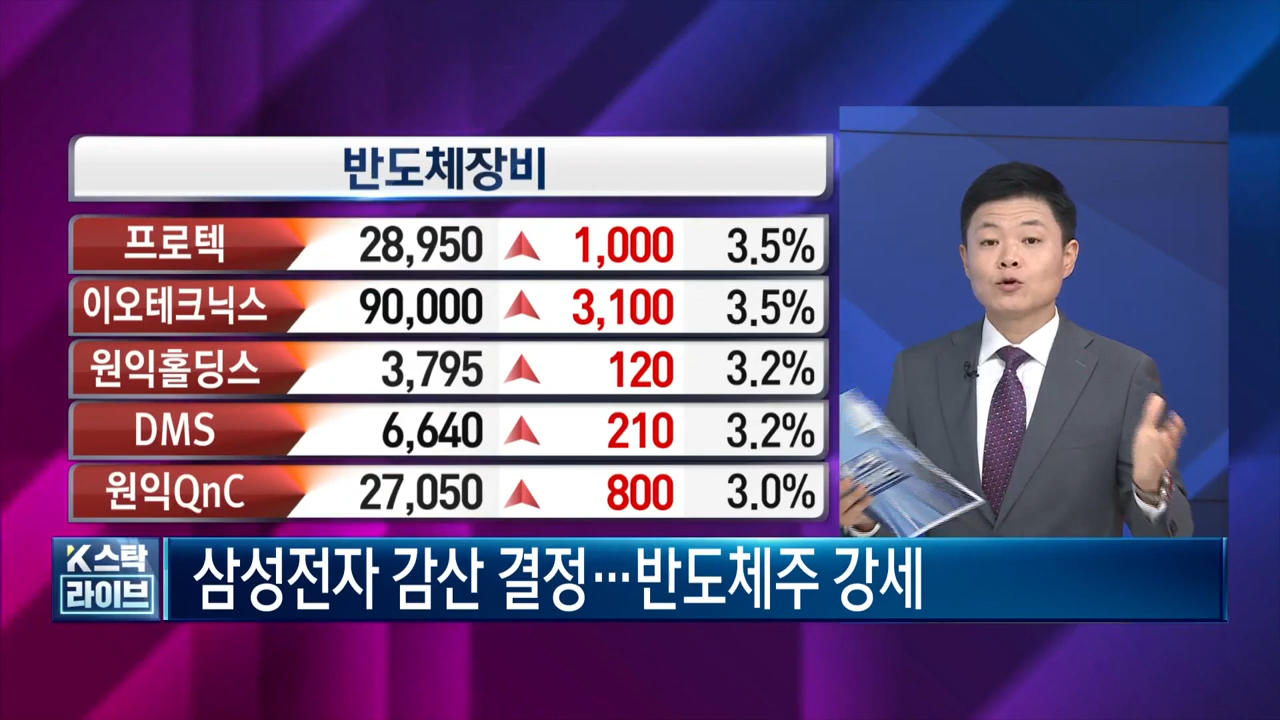 반도체장비
프로텍 28,950 ▲ 1,000 3.5%
이오테크닉스 90,000 ▲ 3,100 3.5%
원익홀딩스 3,795 ▲ 120 3.2%
DMS 6,640 ▲ 210 3.2%
원익QnC 27,050 ▲ 800 3.0%
K스탁
라이브
삼성전자 감산 결정…반도체주 강세